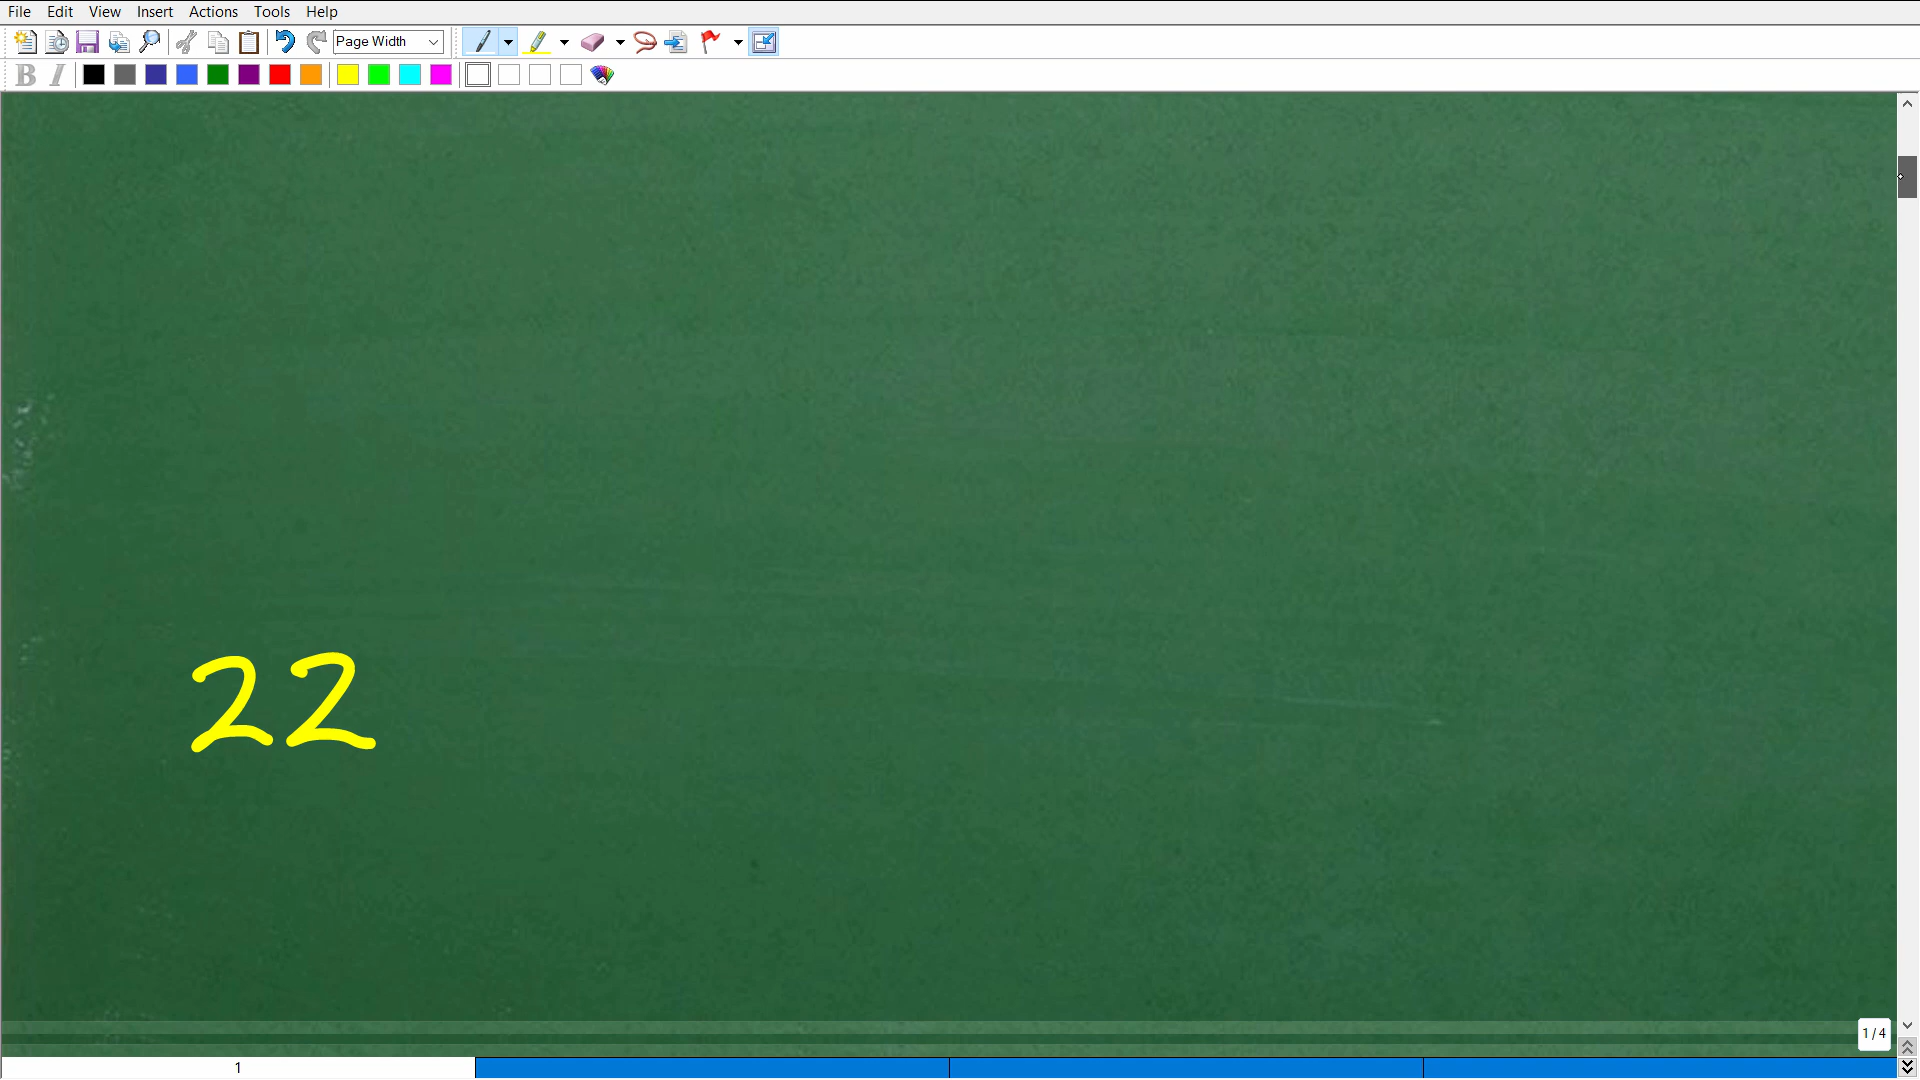 File Edit View Insert Actions Tools Help
Page Width
B I
22
1 / 4
1